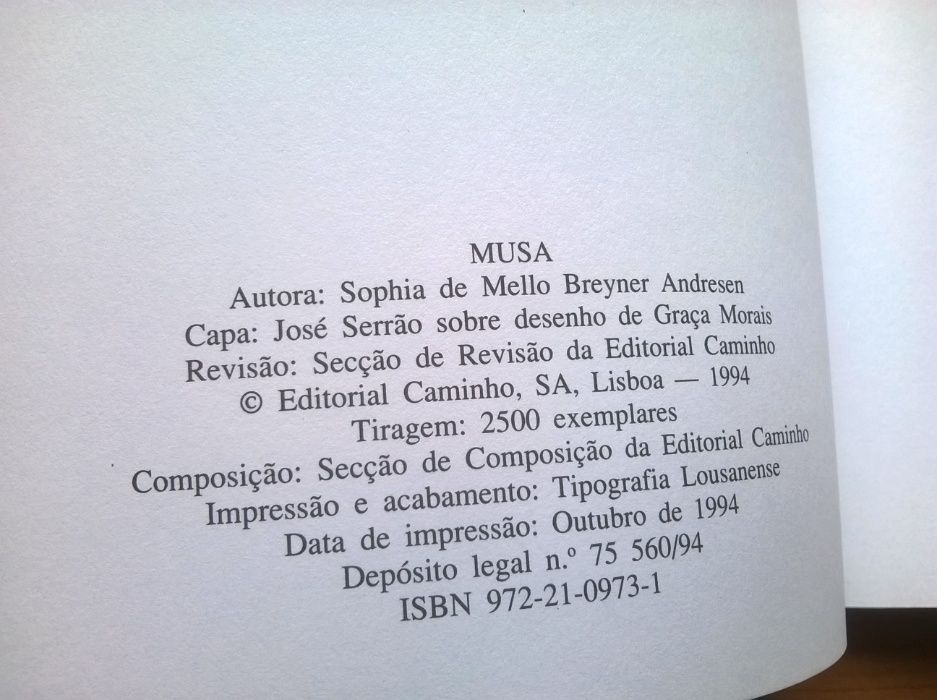 MUSA
Autora: Sophia de Mello Breyner Andresen
Capa: José Serrão sobre desenho de Graça Morais
Revisão: Secção de Revisão da Editorial Caminho
© Editorial Caminho, SA, Lisboa — 1994
Tiragem: 2500 exemplares
Composição: Secção de Composição da Editorial Caminho
Impressão e acabamento: Tipografia Lousanense
Data de impressão: Outubro de 1994
Depósito legal n.º 75 560/94
ISBN 972-21-0973-1